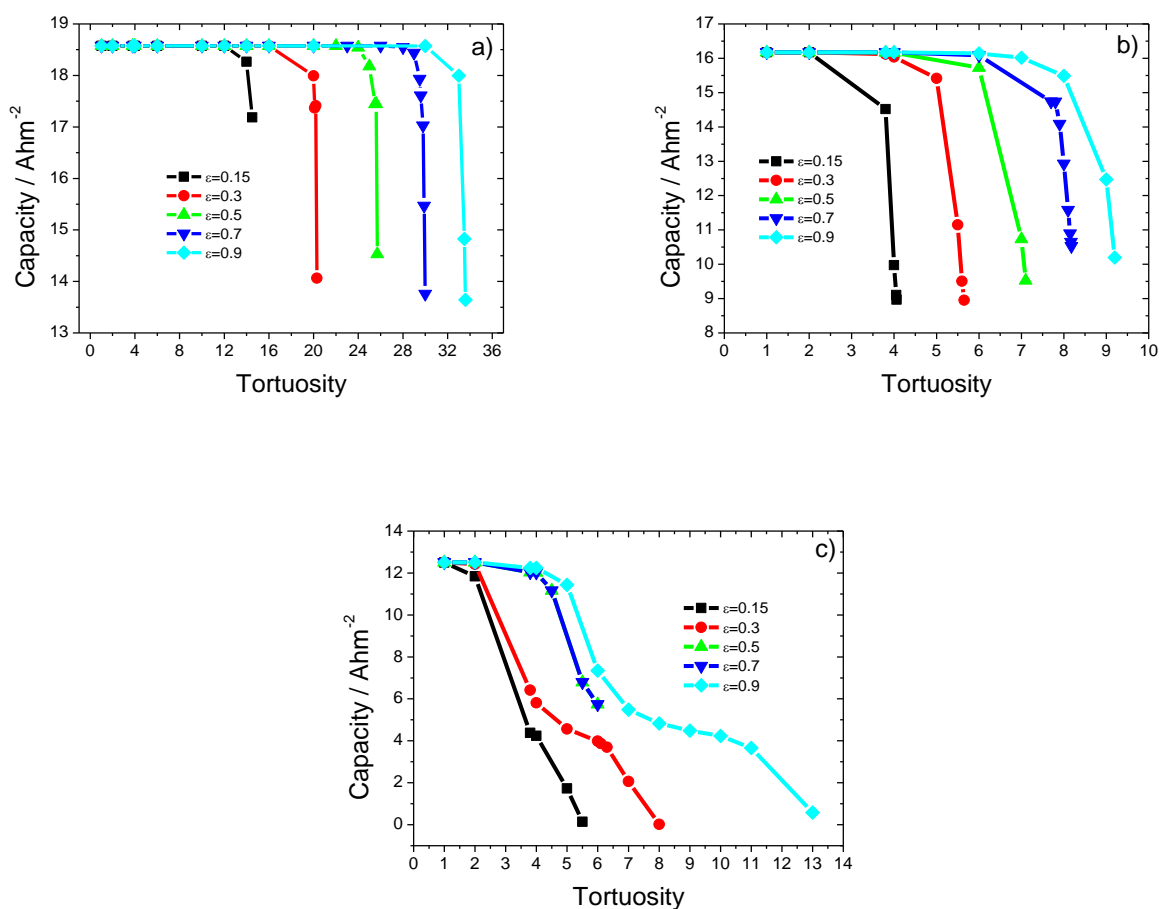 a)
19
18
17
16
15
14
13
Capacity / Ahm-2
ε=0.15
ε=0.3
ε=0.5
ε=0.7
ε=0.9
0 4 8 12 16 20 24 28 32 36
Tortuosity
b)
17
16
15
14
13
12
11
10
9
8
Capacity / Ahm-2
ε=0.15
ε=0.3
ε=0.5
ε=0.7
ε=0.9
0 1 2 3 4 5 6 7 8 9 10
Tortuosity
c)
14
12
10
8
6
4
2
0
Capacity / Ahm-2
ε=0.15
ε=0.3
ε=0.5
ε=0.7
ε=0.9
0 1 2 3 4 5 6 7 8 9 10 11 12 13 14
Tortuosity